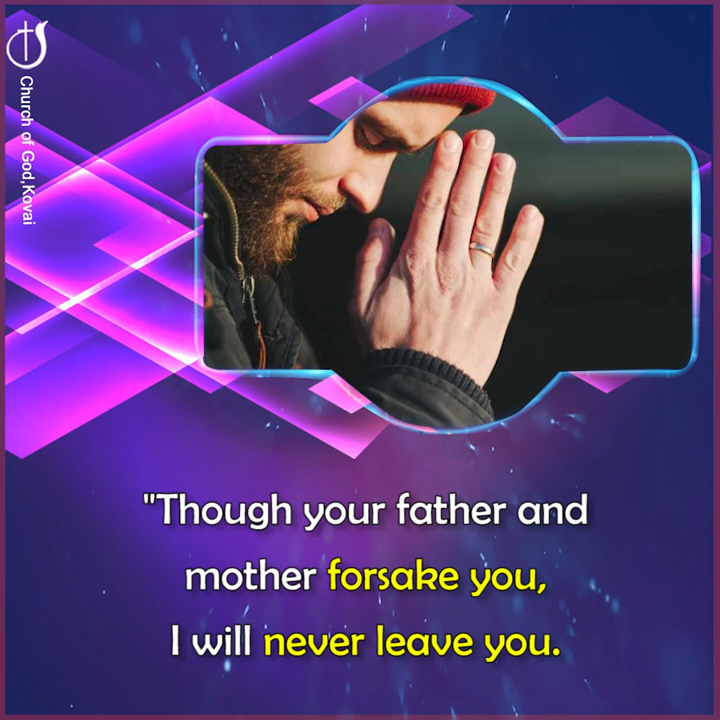 Church of God,Kovai
"Though your father and
mother forsake you,
I will never leave you.